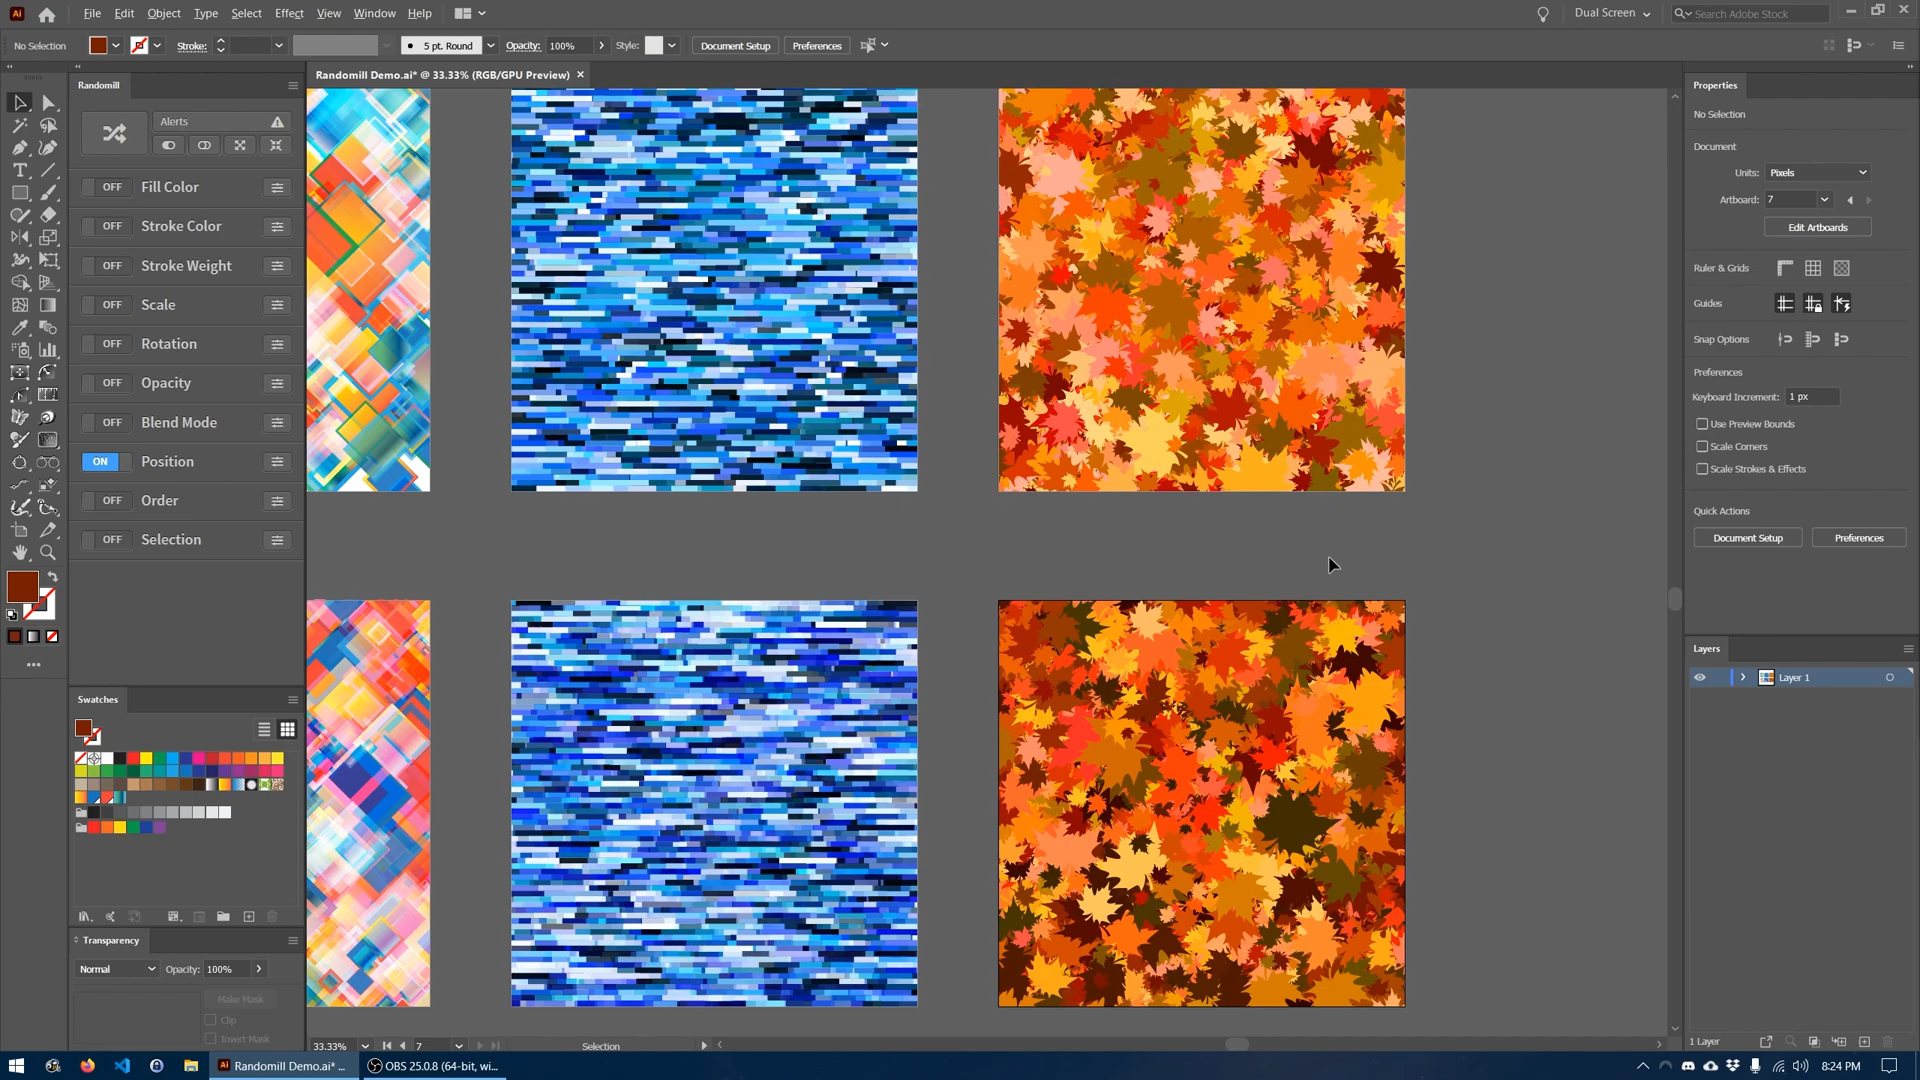 Ai File Edit Object Type Select Effect View Window Help Dual Screen Search Adobe Stock
No Selection Stroke: 5 pt. Round Opacity: 100% Style: Document Setup Preferences
Randomill
Randomill Demo.ai* @ 33.33% (RGB/GPU Preview)
Alerts
OFF Fill Color
OFF Stroke Color
OFF Stroke Weight
OFF Scale
OFF Rotation
OFF Opacity
OFF Blend Mode
ON Position
OFF Order
OFF Selection
Swatches
Transparency
Normal Opacity: 100%
Make Mask
Clip
Invert Mask
33.33% 7 Selection
Properties
No Selection
Document
Units: Pixels
Artboard: 7
Edit Artboards
Ruler & Grids
Guides
Snap Options
Preferences
Keyboard Increment: 1 px
Use Preview Bounds
Scale Corners
Scale Strokes & Effects
Quick Actions
Document Setup Preferences
Layers
Layer 1
1 Layer
Ai Randomill Demo.ai* ... OBS 25.0.8 (64-bit, wi... 8:24 PM